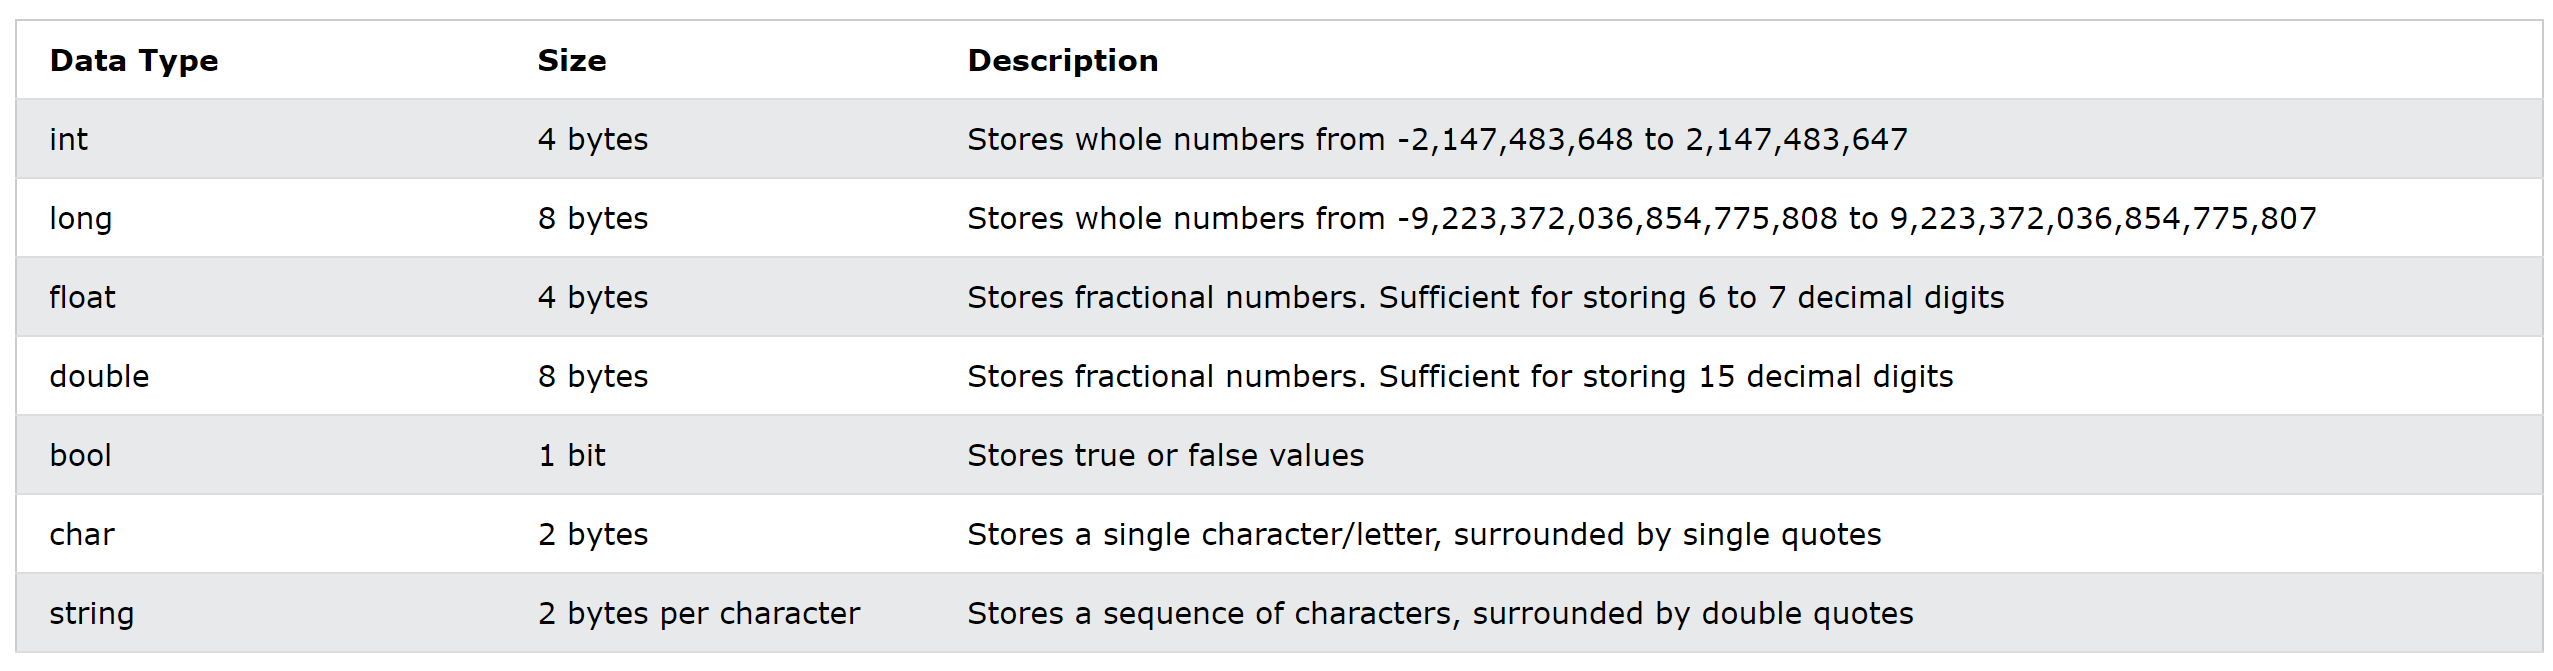 Data Type Size Description
int 4 bytes Stores whole numbers from -2,147,483,648 to 2,147,483,647
long 8 bytes Stores whole numbers from -9,223,372,036,854,775,808 to 9,223,372,036,854,775,807
float 4 bytes Stores fractional numbers. Sufficient for storing 6 to 7 decimal digits
double 8 bytes Stores fractional numbers. Sufficient for storing 15 decimal digits
bool 1 bit Stores true or false values
char 2 bytes Stores a single character/letter, surrounded by single quotes
string 2 bytes per character Stores a sequence of characters, surrounded by double quotes